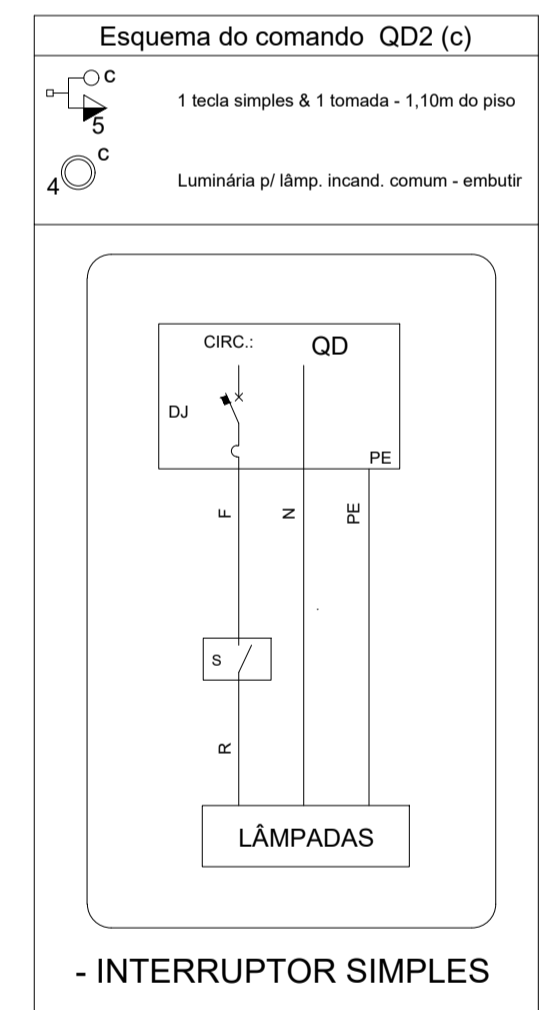 Esquema do comando QD2 (c)
c
1 tecla simples & 1 tomada - 1,10m do piso
5
c
4
Luminária p/ lâmp. incand. comum - embutir
CIRC.: QD
DJ
PE
F N PE
S
R
LÂMPADAS
- INTERRUPTOR SIMPLES